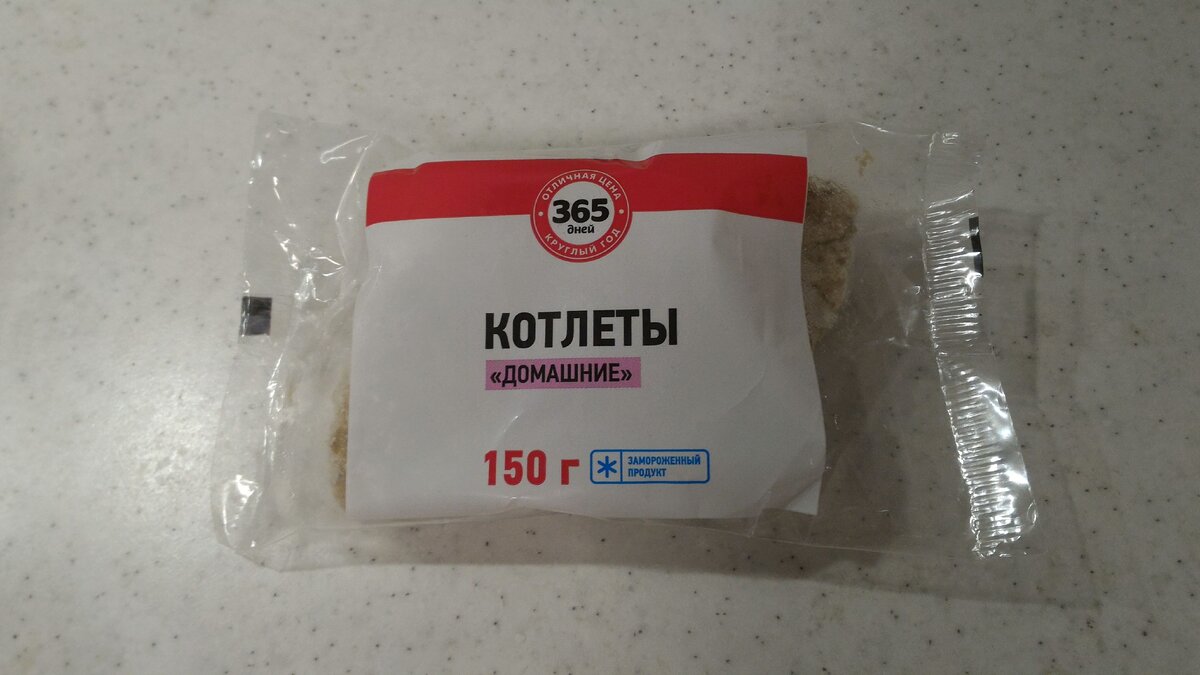 ОТЛИЧНАЯ ЦЕНА
365
дней
КРУГЛЫЙ ГОД
КОТЛЕТЫ
«ДОМАШНИЕ»
150 г
ЗАМОРОЖЕННЫЙ
ПРОДУКТ